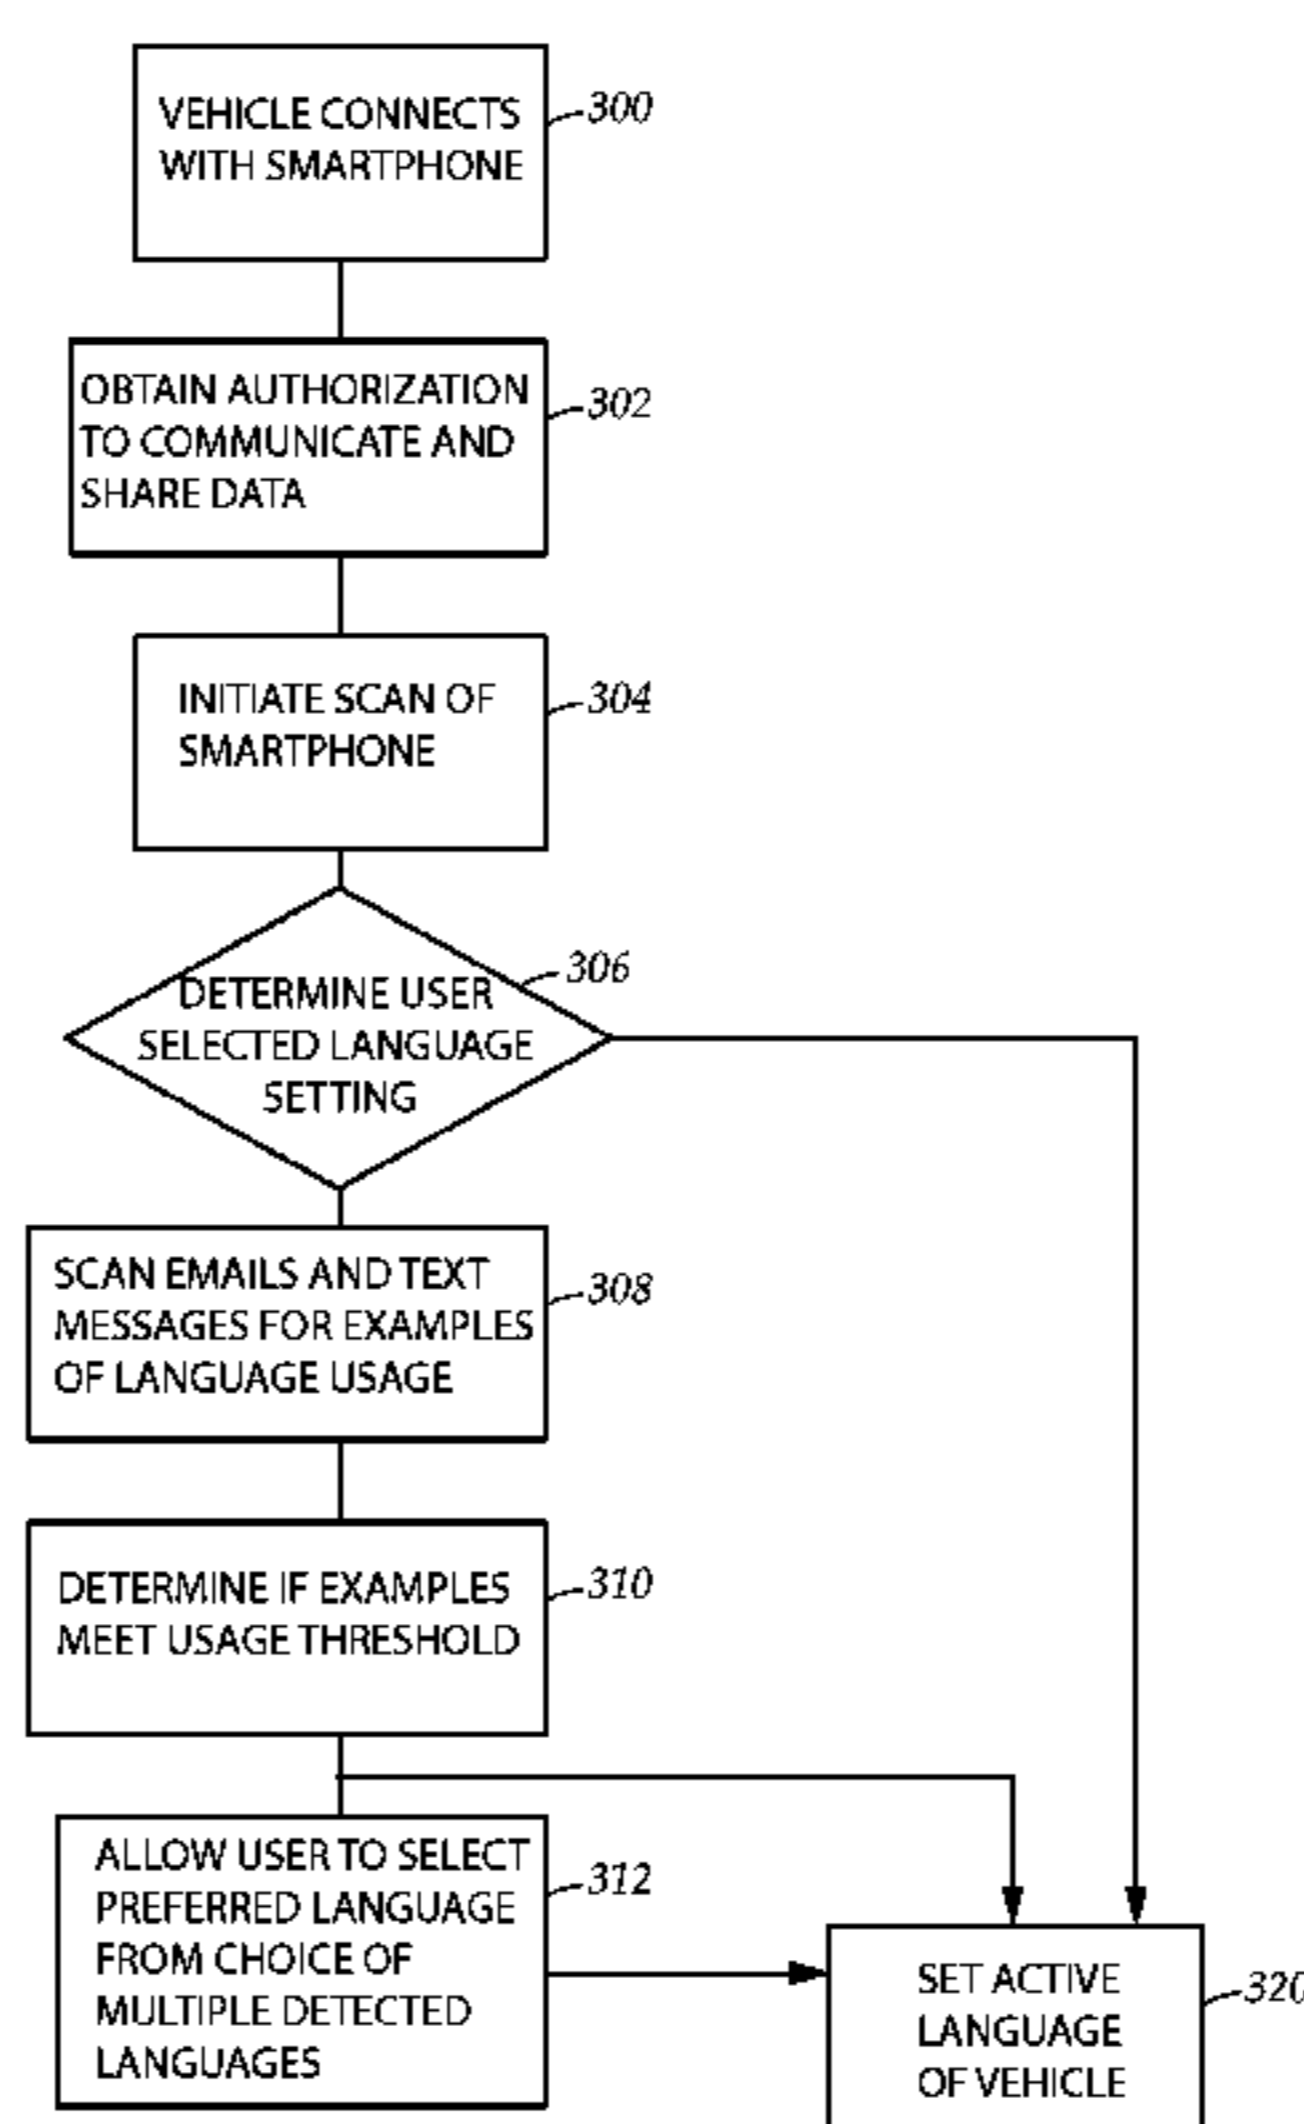 VEHICLE CONNECTS
WITH SMARTPHONE
300
OBTAIN AUTHORIZATION
TO COMMUNICATE AND
SHARE DATA
302
INITIATE SCAN OF
SMARTPHONE
304
DETERMINE USER
SELECTED LANGUAGE
SETTING
306
SCAN EMAILS AND TEXT
MESSAGES FOR EXAMPLES
OF LANGUAGE USAGE
308
DETERMINE IF EXAMPLES
MEET USAGE THRESHOLD
310
ALLOW USER TO SELECT
PREFERRED LANGUAGE
FROM CHOICE OF
MULTIPLE DETECTED
LANGUAGES
312
SET ACTIVE
LANGUAGE
OF VEHICLE
320